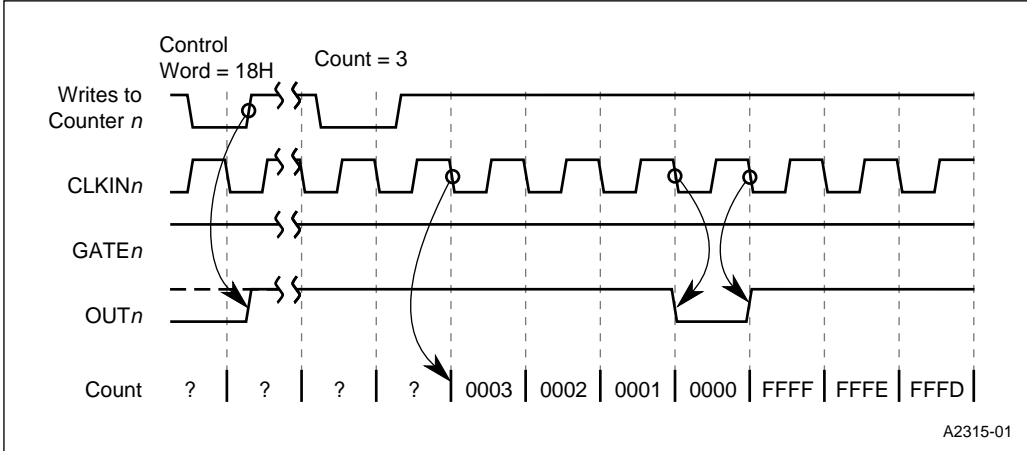 Control
Word = 18H
Count = 3
Writes to
Counter n
CLKINn
GATEn
OUTn
Count ? ? ? ? 0003 0002 0001 0000 FFFF FFFE FFFD
A2315-01